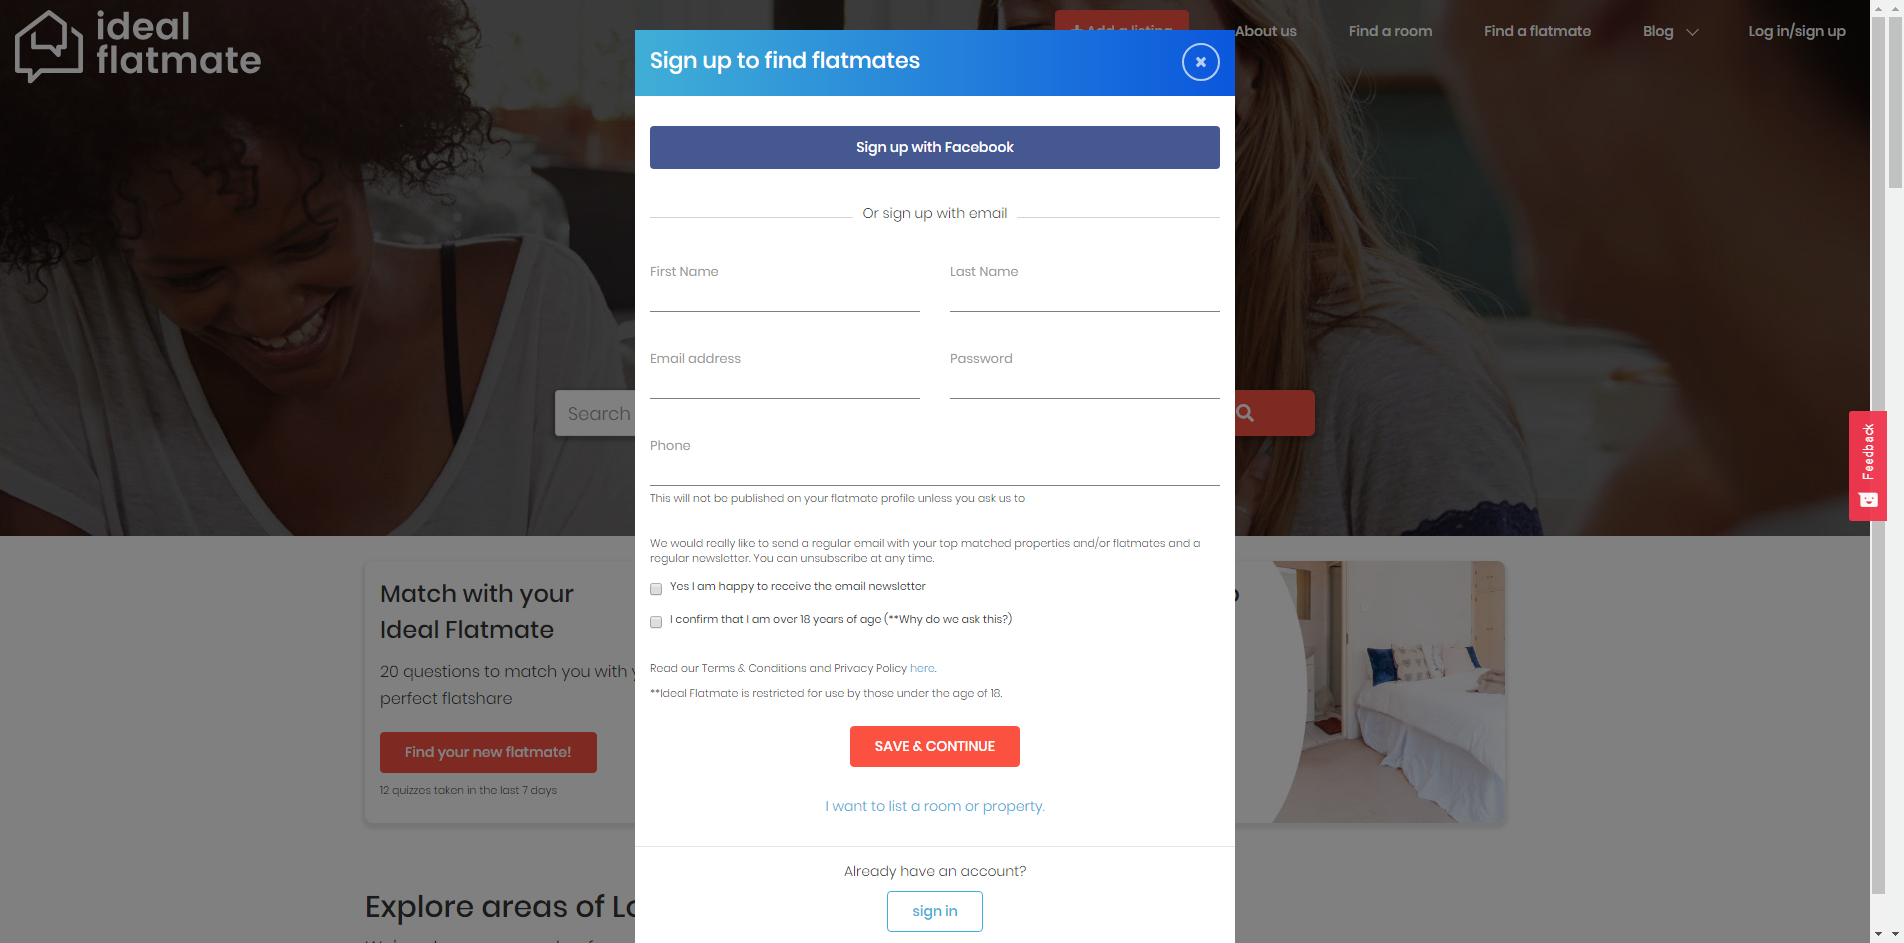 ideal
flatmate
Add a listing
About us
Find a room
Find a flatmate
Blog
Log in/sign up
Sign up to find flatmates
Sign up with Facebook
Or sign up with email
First Name
Last Name
Email address
Password
Search
Phone
Feedback
This will not be published on your flatmate profile unless you ask us to
We would really like to send a regular email with your top matched properties and/or flatmates and a
regular newsletter. You can unsubscribe at any time.
Yes I am happy to receive the email newsletter
I confirm that I am over 18 years of age (**Why do we ask this?)
Read our Terms & Conditions and Privacy Policy here.
**Ideal Flatmate is restricted for use by those under the age of 18.
SAVE & CONTINUE
I want to list a room or property.
Already have an account?
sign in
Match with your
Ideal Flatmate
20 questions to match you with
perfect flatshare
Find your new flatmate!
12 quizzes taken in the last 7 days
Explore areas of